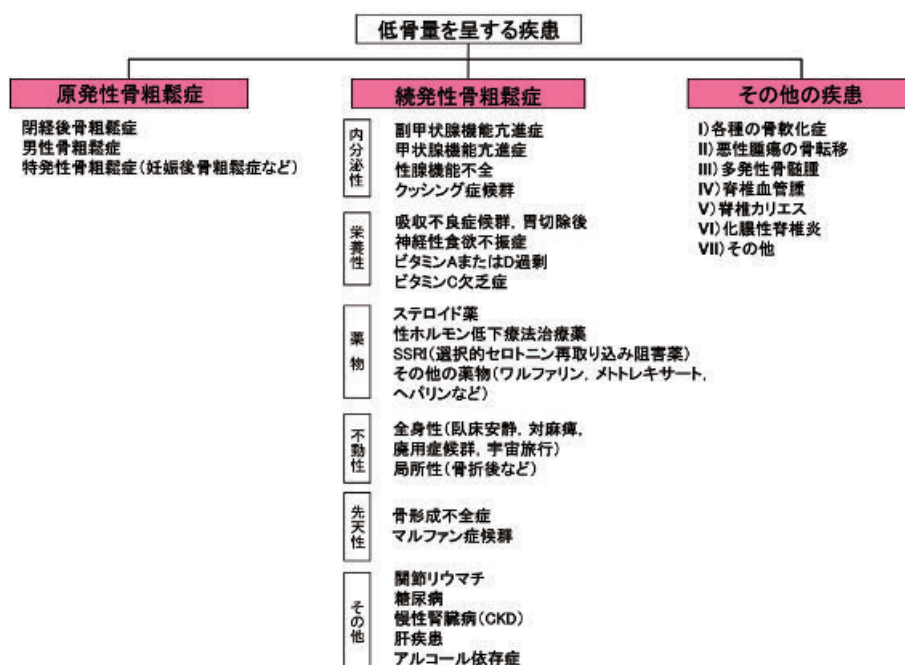 低骨量を呈する疾患
原発性骨粗鬆症
閉経後骨粗鬆症
男性骨粗鬆症
特発性骨粗鬆症(妊娠後骨粗鬆症など)
続発性骨粗鬆症
内分泌性
副甲状腺機能亢進症
甲状腺機能亢進症
性腺機能不全
クッシング症候群
栄養性
吸収不良症候群, 胃切除後
神経性食欲不振症
ビタミンAまたはD過剰
ビタミンC欠乏症
薬物
ステロイド薬
性ホルモン低下療法治療薬
SSRI(選択的セロトニン再取り込み阻害薬)
その他の薬物(ワルファリン, メトトレキサート,
ヘパリンなど)
不動性
全身性(臥床安静, 対麻痺,
廃用症候群, 宇宙旅行)
局所性(骨折後など)
先天性
骨形成不全症
マルファン症候群
その他
関節リウマチ
糖尿病
慢性腎臓病(CKD)
肝疾患
アルコール依存症
その他の疾患
I)各種の骨軟化症
II)悪性腫瘍の骨転移
III)多発性骨髄腫
IV)脊椎血管腫
V)脊椎カリエス
VI)化膿性脊椎炎
VII)その他